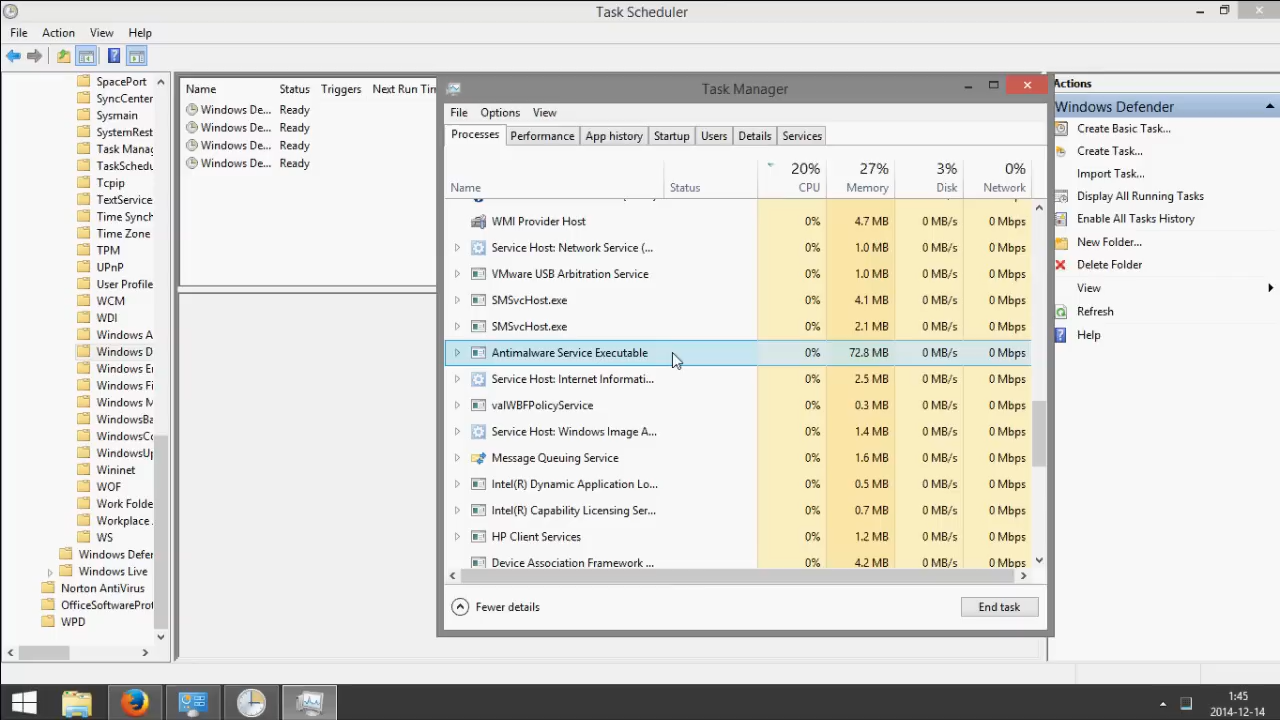 Task Scheduler
File Action View Help
SpacePort
SyncCenter
Sysmain
SystemRest
Task Manag
TaskSchedu
Tcpip
TextService
Time Synch
Time Zone
TPM
UPnP
User Profile
WCM
WDI
Windows A
Windows D
Windows Er
Windows Fi
Windows M
WindowsBa
WindowsCo
WindowsUp
Wininet
WOF
Work Folde
Workplace
WS
Windows Defer
Windows Live
Norton AntiVirus
OfficeSoftwarePro
WPD
Name Status Triggers Next Run Tim
Windows De... Ready
Windows De... Ready
Windows De... Ready
Windows De... Ready
Task Manager
File Options View
Processes Performance App history Startup Users Details Services
20% 27% 3% 0%
Name Status CPU Memory Disk Network
WMI Provider Host 0% 4.7 MB 0 MB/s 0 Mbps
Service Host: Network Service (... 0% 1.0 MB 0 MB/s 0 Mbps
VMware USB Arbitration Service 0% 1.0 MB 0 MB/s 0 Mbps
SMSvcHost.exe 0% 4.1 MB 0 MB/s 0 Mbps
SMSvcHost.exe 0% 2.1 MB 0 MB/s 0 Mbps
Antimalware Service Executable 0% 72.8 MB 0 MB/s 0 Mbps
Service Host: Internet Informati... 0% 2.5 MB 0 MB/s 0 Mbps
valWBFPolicyService 0% 0.3 MB 0 MB/s 0 Mbps
Service Host: Windows Image A... 0% 1.4 MB 0 MB/s 0 Mbps
Message Queuing Service 0% 1.6 MB 0 MB/s 0 Mbps
Intel(R) Dynamic Application Lo... 0% 0.5 MB 0 MB/s 0 Mbps
Intel(R) Capability Licensing Ser... 0% 0.7 MB 0 MB/s 0 Mbps
HP Client Services 0% 1.2 MB 0 MB/s 0 Mbps
Device Association Framework ... 0% 4.2 MB 0 MB/s 0 Mbps
Fewer details
End task
Actions
Windows Defender
Create Basic Task...
Create Task...
Import Task...
Display All Running Tasks
Enable All Tasks History
New Folder...
Delete Folder
View
Refresh
Help
1:45
2014-12-14